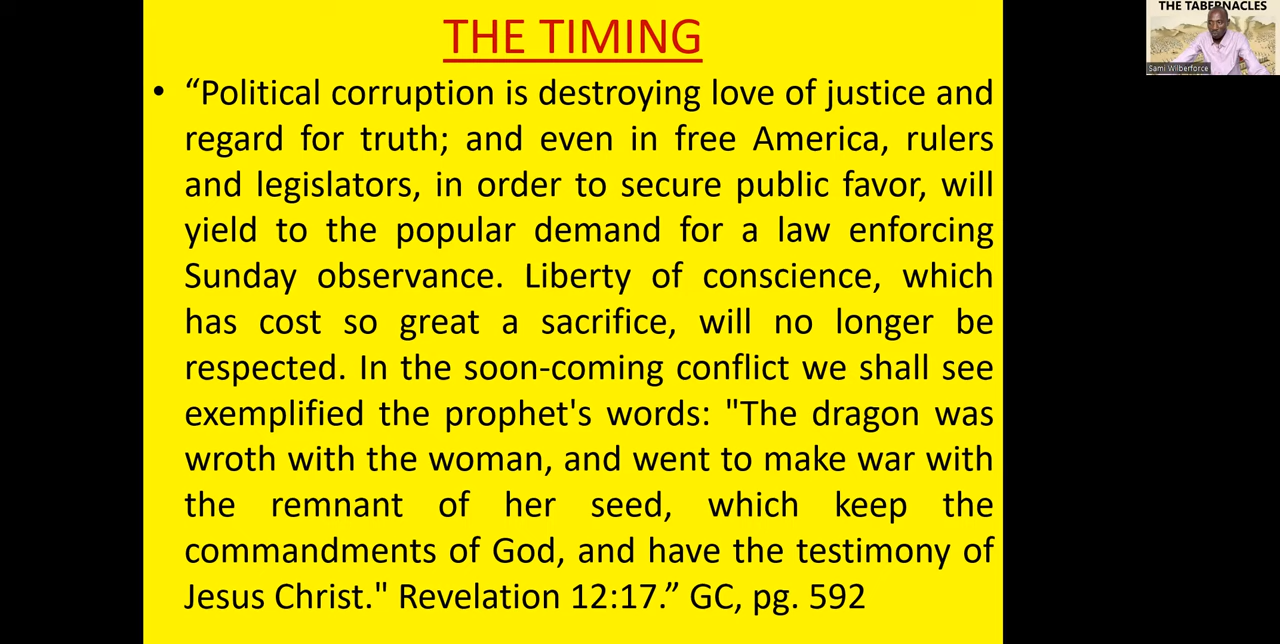 THE TIMING
• “Political corruption is destroying love of justice and
regard for truth; and even in free America, rulers
and legislators, in order to secure public favor, will
yield to the popular demand for a law enforcing
Sunday observance. Liberty of conscience, which
has cost so great a sacrifice, will no longer be
respected. In the soon-coming conflict we shall see
exemplified the prophet's words: "The dragon was
wroth with the woman, and went to make war with
the remnant of her seed, which keep the
commandments of God, and have the testimony of
Jesus Christ." Revelation 12:17.” GC, pg. 592
THE TABERNACLES
Sami Wilberforce